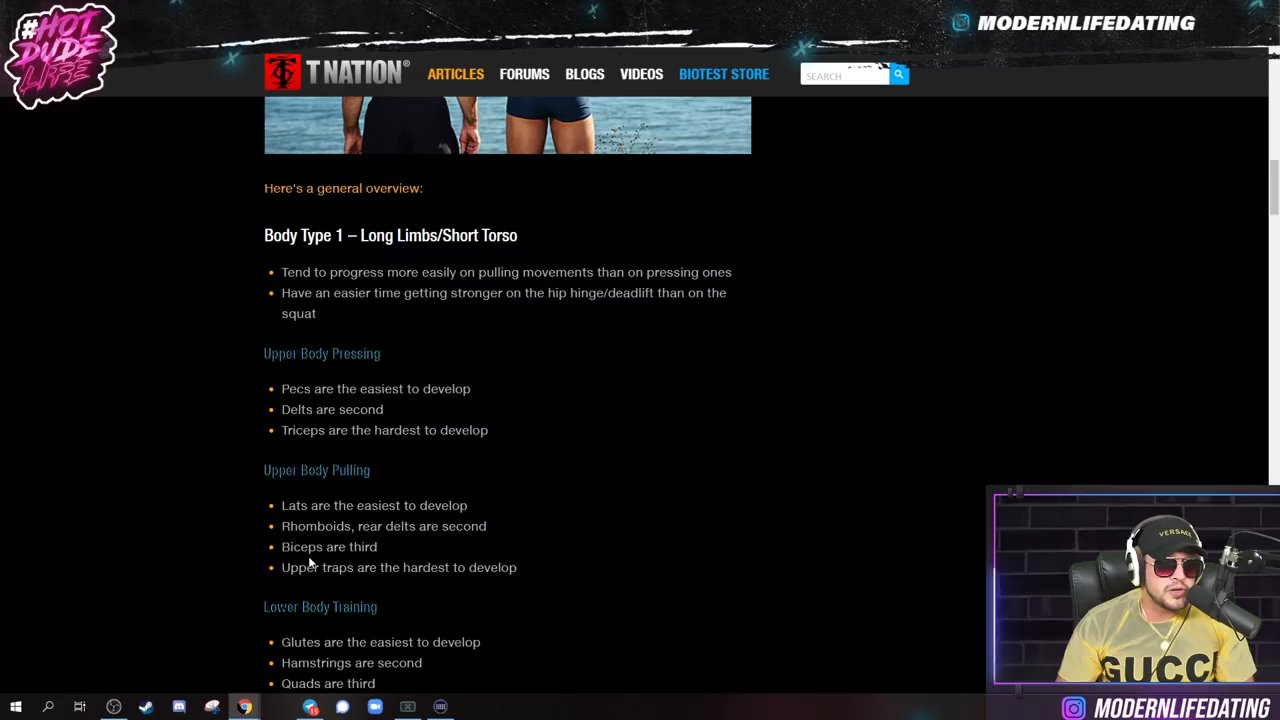 #HOT
DUDE
LIFE
MODERNLIFEDATING
T NATION®
ARTICLES FORUMS BLOGS VIDEOS BIOTEST STORE
SEARCH
Here's a general overview:
Body Type 1 – Long Limbs/Short Torso
• Tend to progress more easily on pulling movements than on pressing ones
• Have an easier time getting stronger on the hip hinge/deadlift than on the
squat
Upper Body Pressing
• Pecs are the easiest to develop
• Delts are second
• Triceps are the hardest to develop
Upper Body Pulling
• Lats are the easiest to develop
• Rhomboids, rear delts are second
• Biceps are third
• Upper traps are the hardest to develop
Lower Body Training
• Glutes are the easiest to develop
• Hamstrings are second
• Quads are third
VERSACE
GUCCI
MODERNLIFEDATING